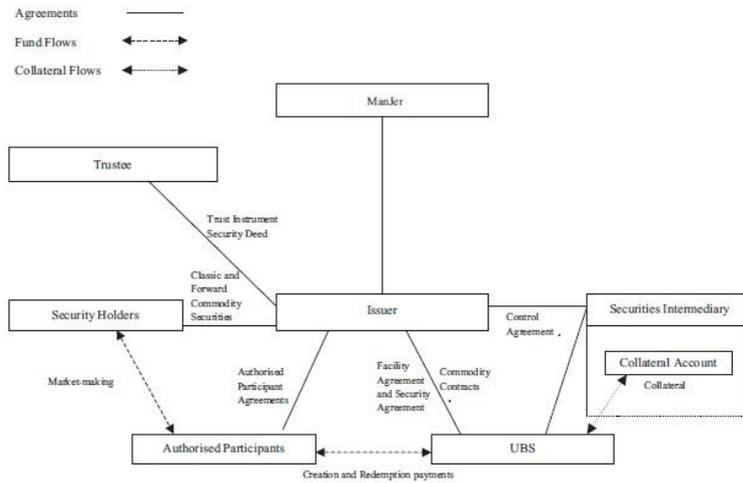 Agreements
Fund Flows
Collateral Flows
ManJer
Trustee
Trust Instrument
Security Deed
Classic and
Forward
Commodity
Securities
Security Holders
Issuer
Securities Intermediary
Control
Agreement
Collateral Account
Collateral
Market-making
Authorised
Participant
Agreements
Facility
Agreement
and Security
Agreement
Commodity
Contracts
Authorised Participants
UBS
Creation and Redemption payments